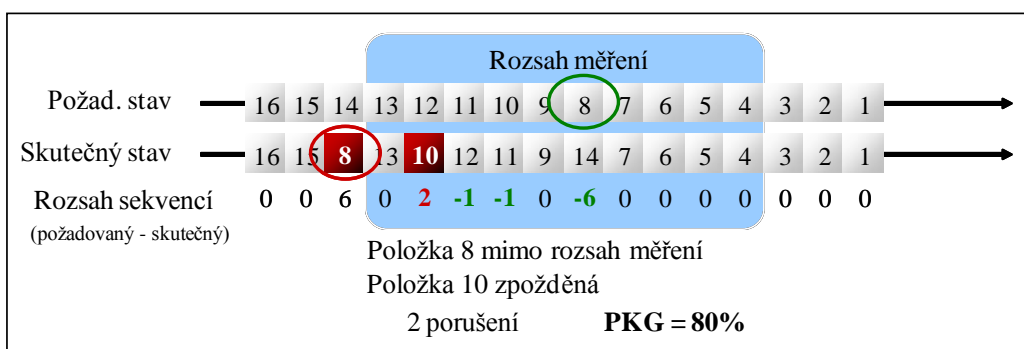 Rozsah měření
Požad. stav 16 15 14 13 12 11 10 9 8 7 6 5 4 3 2 1
Skutečný stav 16 15 8 13 10 12 11 9 14 7 6 5 4 3 2 1
Rozsah sekvencí 0 0 6 0 2 -1 -1 0 -6 0 0 0 0 0 0 0
(požadovaný - skutečný)
Položka 8 mimo rozsah měření
Položka 10 zpožděná
2 porušení PKG = 80%